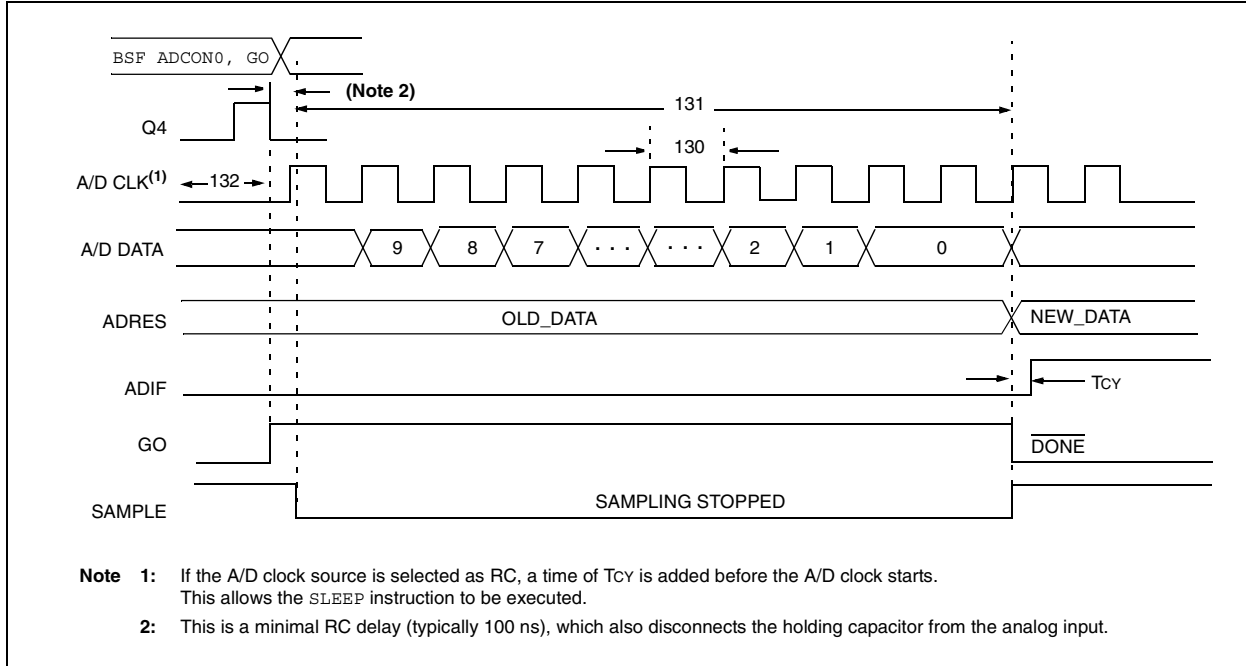 BSF ADCON0, GO
(Note 2)
131
Q4
130
A/D CLK(1)
132
A/D DATA
9 8 7 . . . . . . 2 1 0
ADRES
OLD_DATA
NEW_DATA
ADIF
TCY
GO
DONE
SAMPLE
SAMPLING STOPPED
Note 1: If the A/D clock source is selected as RC, a time of TCY is added before the A/D clock starts.
This allows the SLEEP instruction to be executed.
2: This is a minimal RC delay (typically 100 ns), which also disconnects the holding capacitor from the analog input.